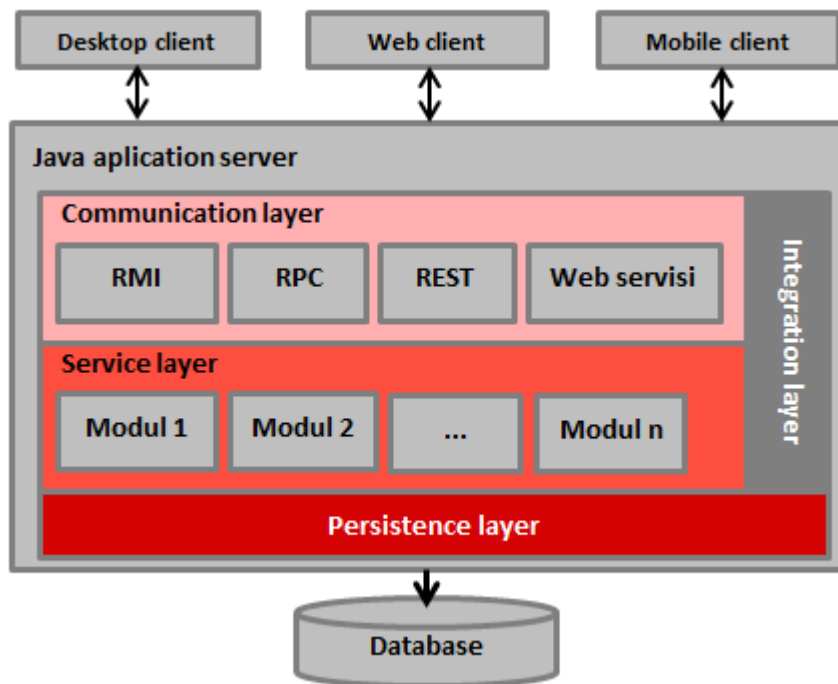 Desktop client
Web client
Mobile client
Java aplication server
Communication layer
RMI
RPC
REST
Web servisi
Integration layer
Service layer
Modul 1
Modul 2
...
Modul n
Persistence layer
Database